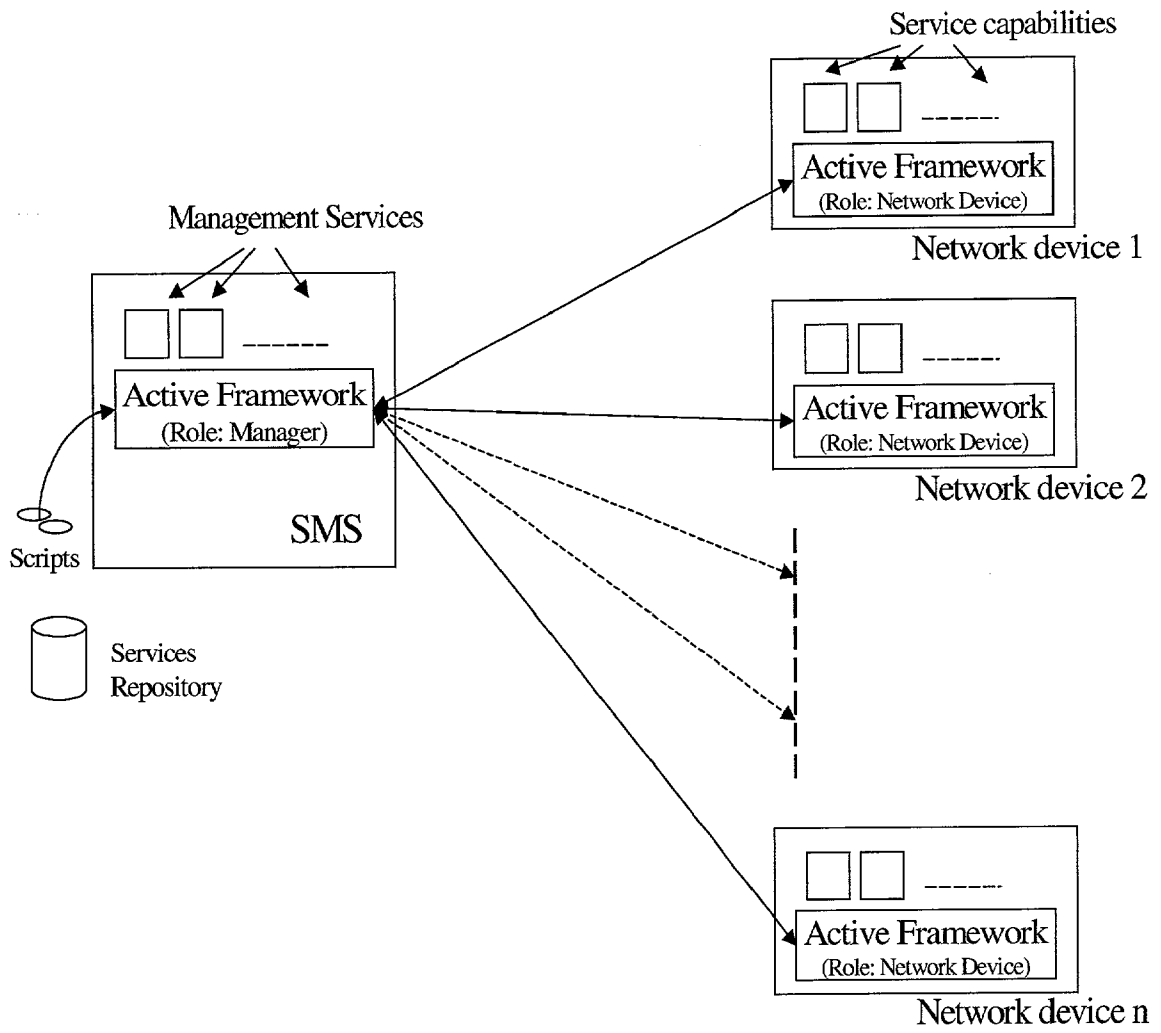 Service capabilities
Active Framework
(Role: Network Device)
Network device 1
Management Services
Active Framework
(Role: Manager)
SMS
Scripts
Services
Repository
Active Framework
(Role: Network Device)
Network device 2
Active Framework
(Role: Network Device)
Network device n